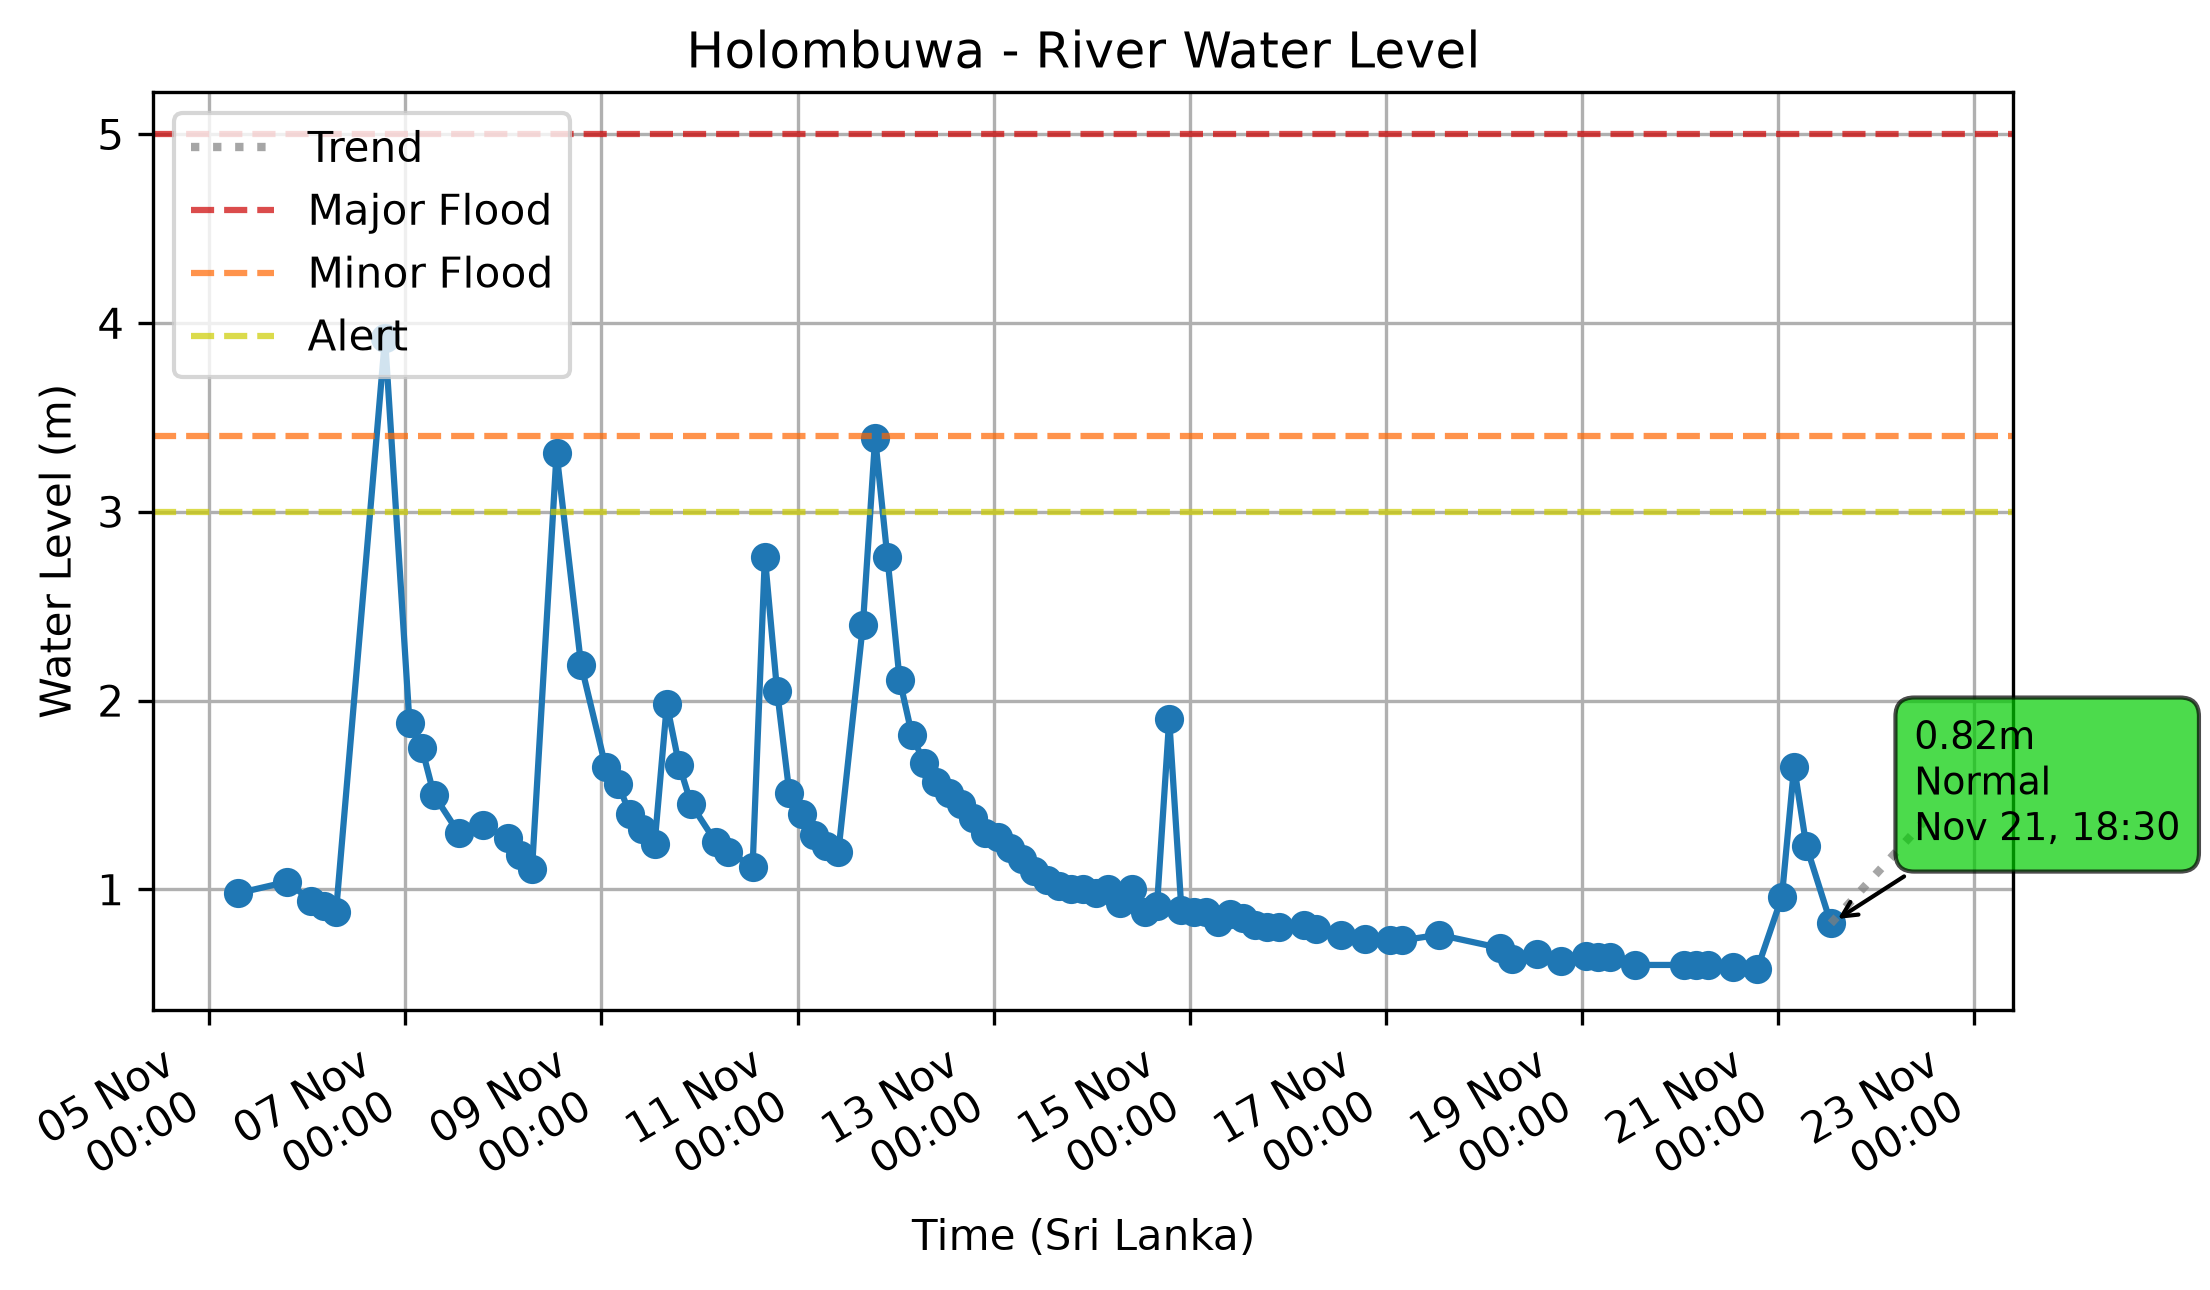 Holombuwa - River Water Level
Trend
Major Flood
Minor Flood
Alert
5
4
3
2
1
Water Level (m)
0.82m
Normal
Nov 21, 18:30
05 Nov
00:00
07 Nov
00:00
09 Nov
00:00
11 Nov
00:00
13 Nov
00:00
15 Nov
00:00
17 Nov
00:00
19 Nov
00:00
21 Nov
00:00
23 Nov
00:00
Time (Sri Lanka)